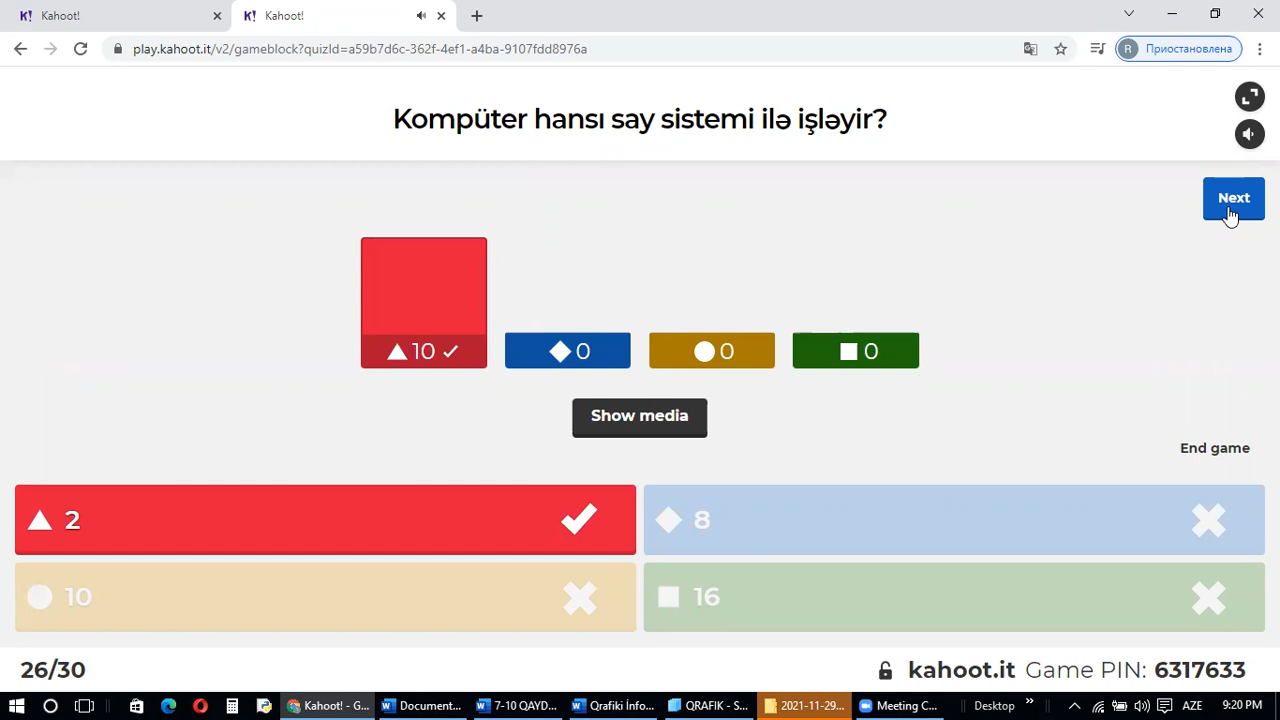 K! Kahoot!
K! Kahoot!
play.kahoot.it/v2/gameblock?quizId=a59b7d6c-362f-4ef1-a4ba-9107fdd8976a
R Приостановлена
Kompüter hansı say sistemi ilə işləyir?
Next
10 0 0 0
Show media
End game
2 8
10 16
26/30 kahoot.it Game PIN: 6317633
Kahoot! - G... Document... 7-10 QAYD... Qrafiki İnfo... QRAFIK - S... 2021-11-29... Meeting C... Desktop » AZE 9:20 PM